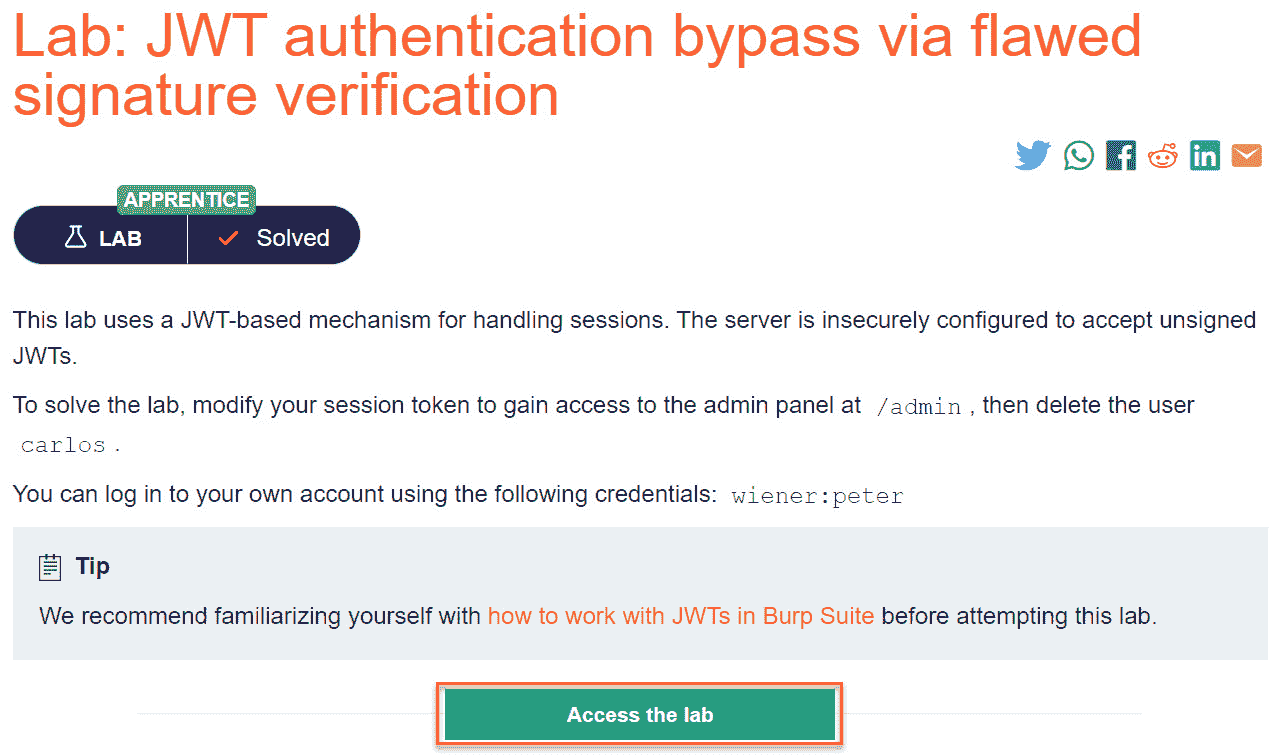 Lab: JWT authentication bypass via flawed
signature verification
APPRENTICE
LAB
Solved
This lab uses a JWT-based mechanism for handling sessions. The server is insecurely configured to accept unsigned
JWTs.
To solve the lab, modify your session token to gain access to the admin panel at /admin , then delete the user
carlos .
You can log in to your own account using the following credentials: wiener:peter
Tip
We recommend familiarizing yourself with how to work with JWTs in Burp Suite before attempting this lab.
Access the lab